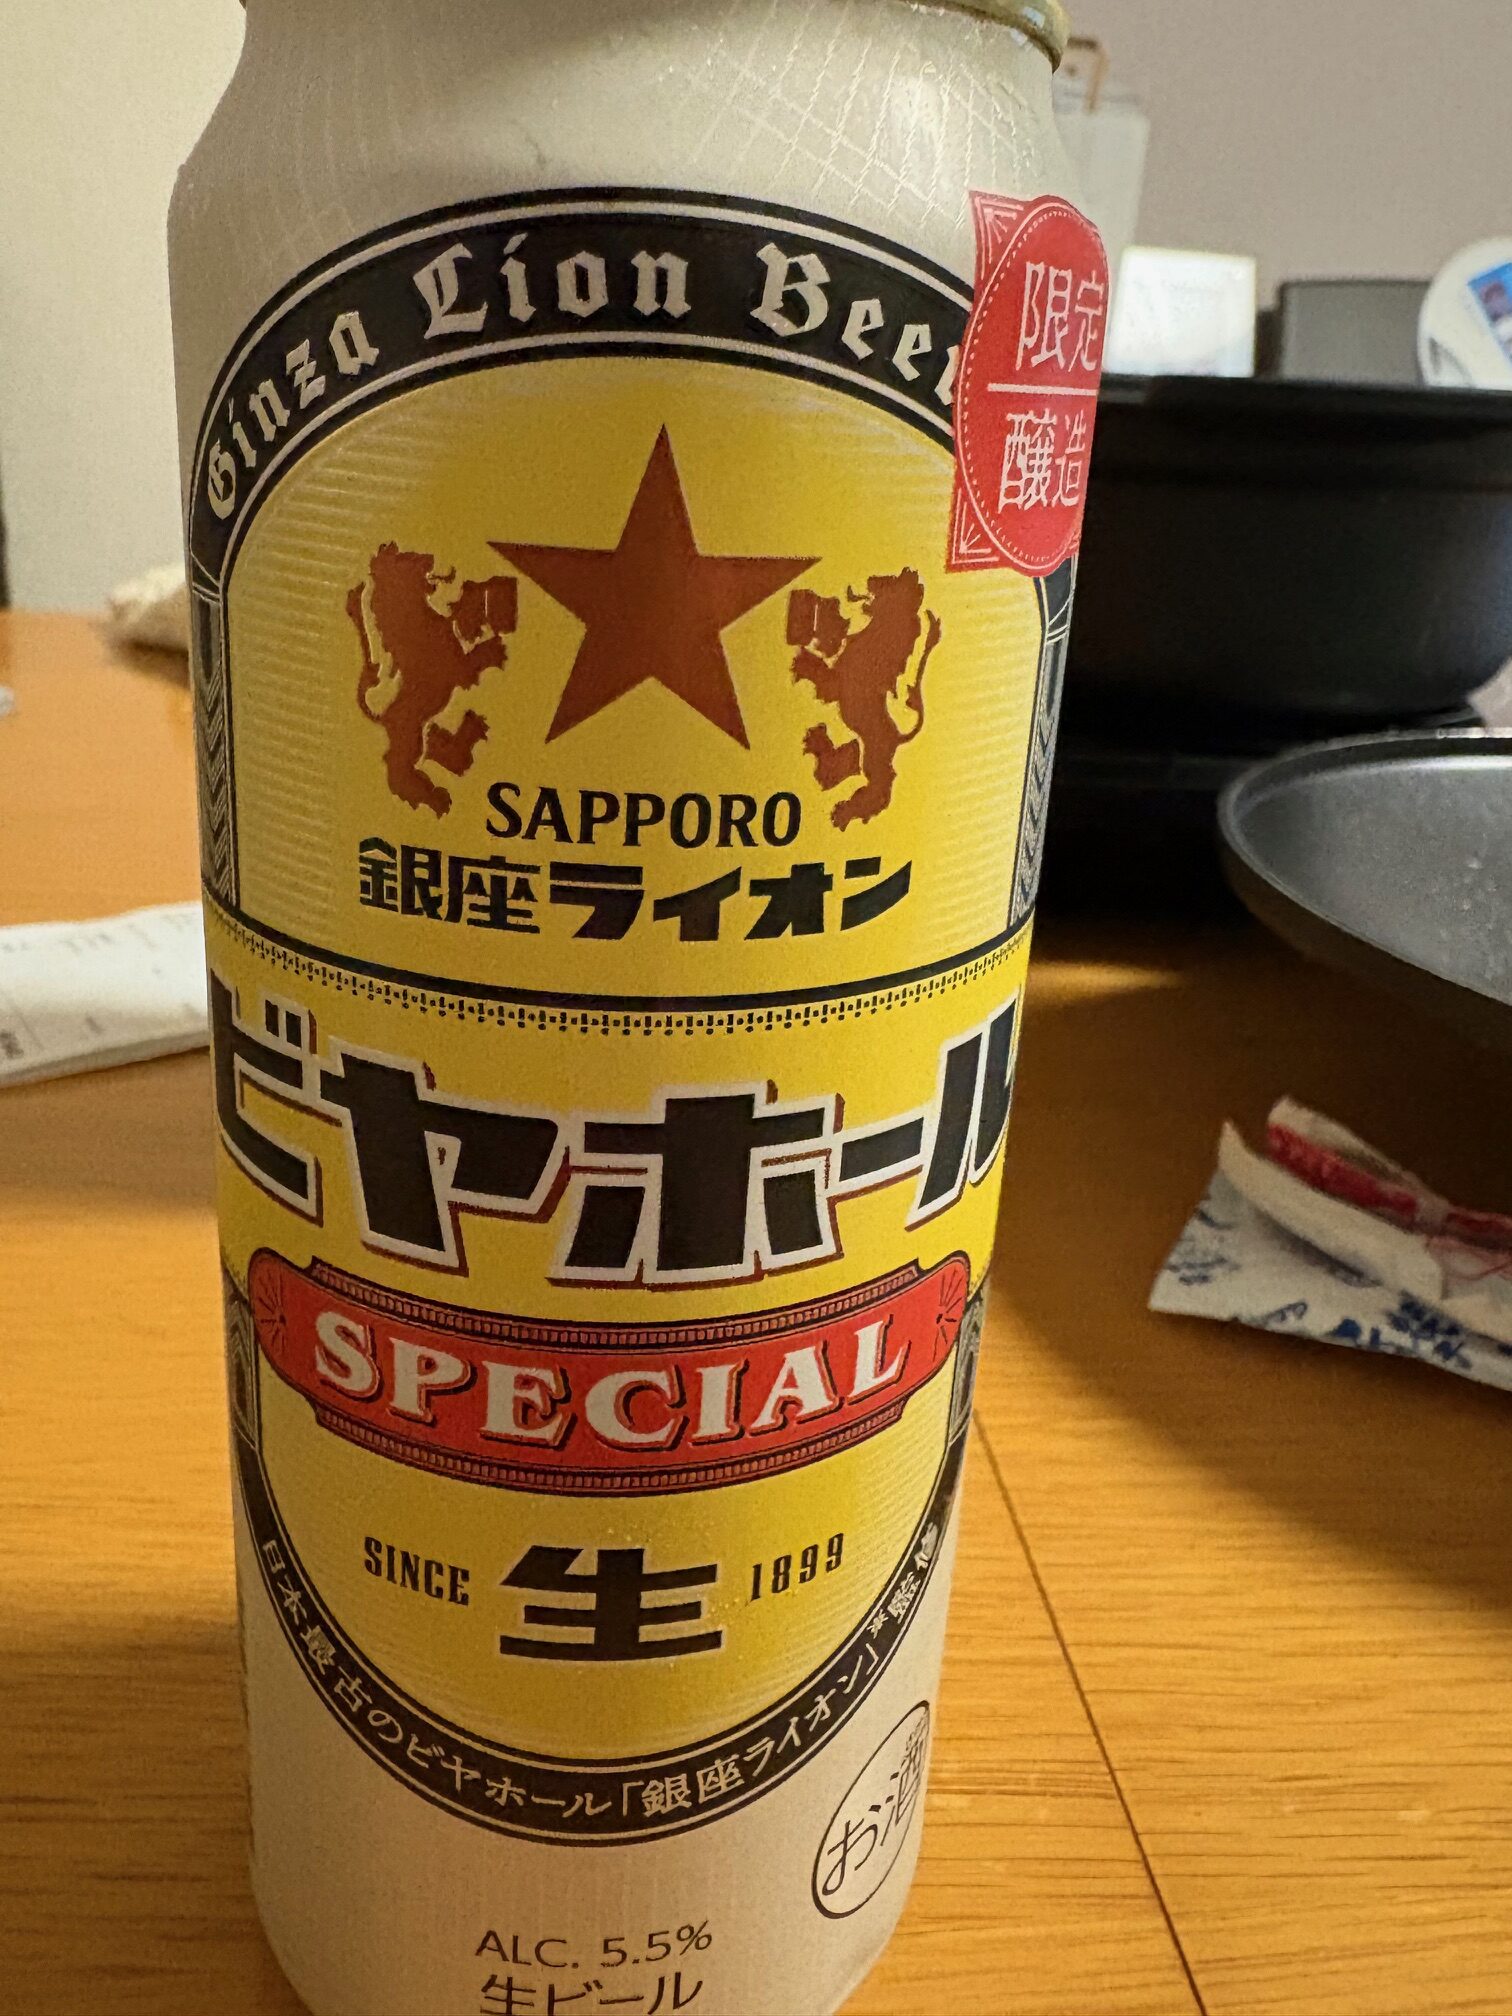 Ginza Lion Beer
限定
醸造
SAPPORO
銀座ライオン
ビヤホール
SPECIAL
SINCE 生 1899
日本最古のビヤホール「銀座ライオン」
お酒
ALC. 5.5%
生ビール